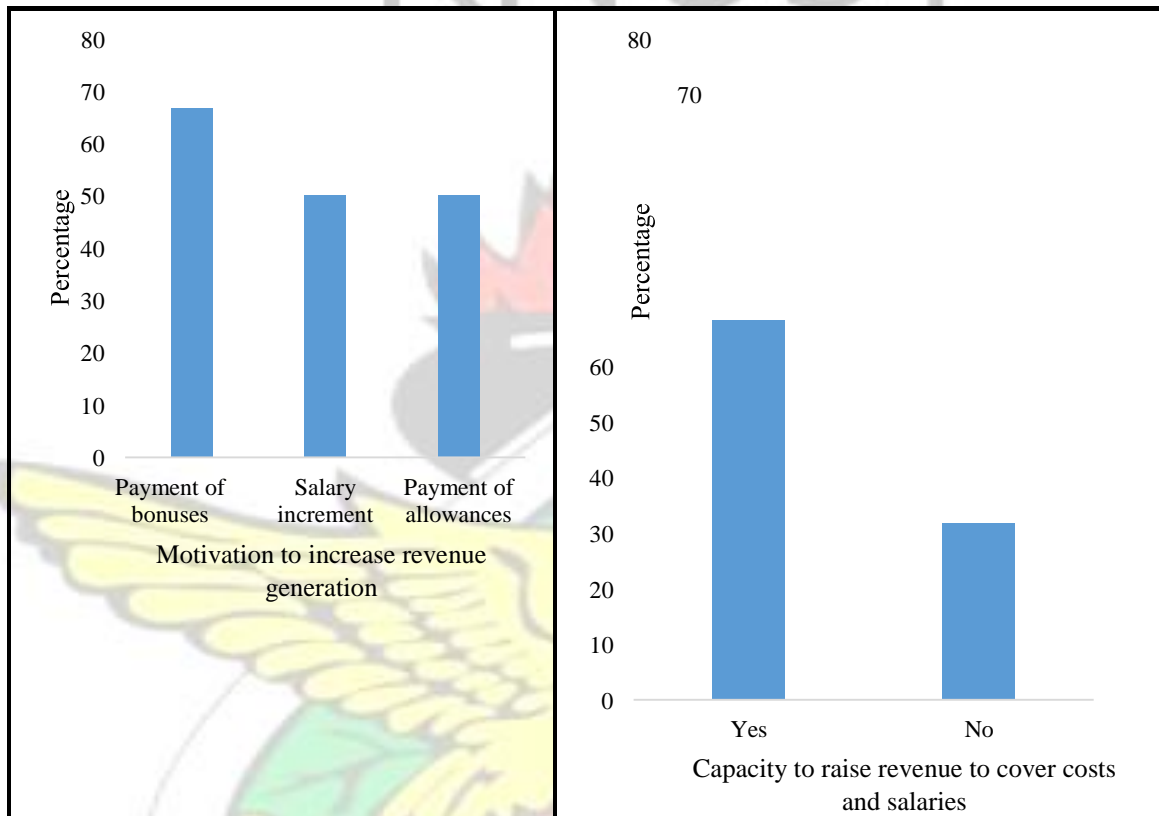 80
70
60
50
40
30
20
10
0
Percentage
Payment of bonuses
Salary increment
Payment of allowances
Motivation to increase revenue
generation
80
70
Percentage
60
50
40
30
20
10
0
Yes
No
Capacity to raise revenue to cover costs
and salaries